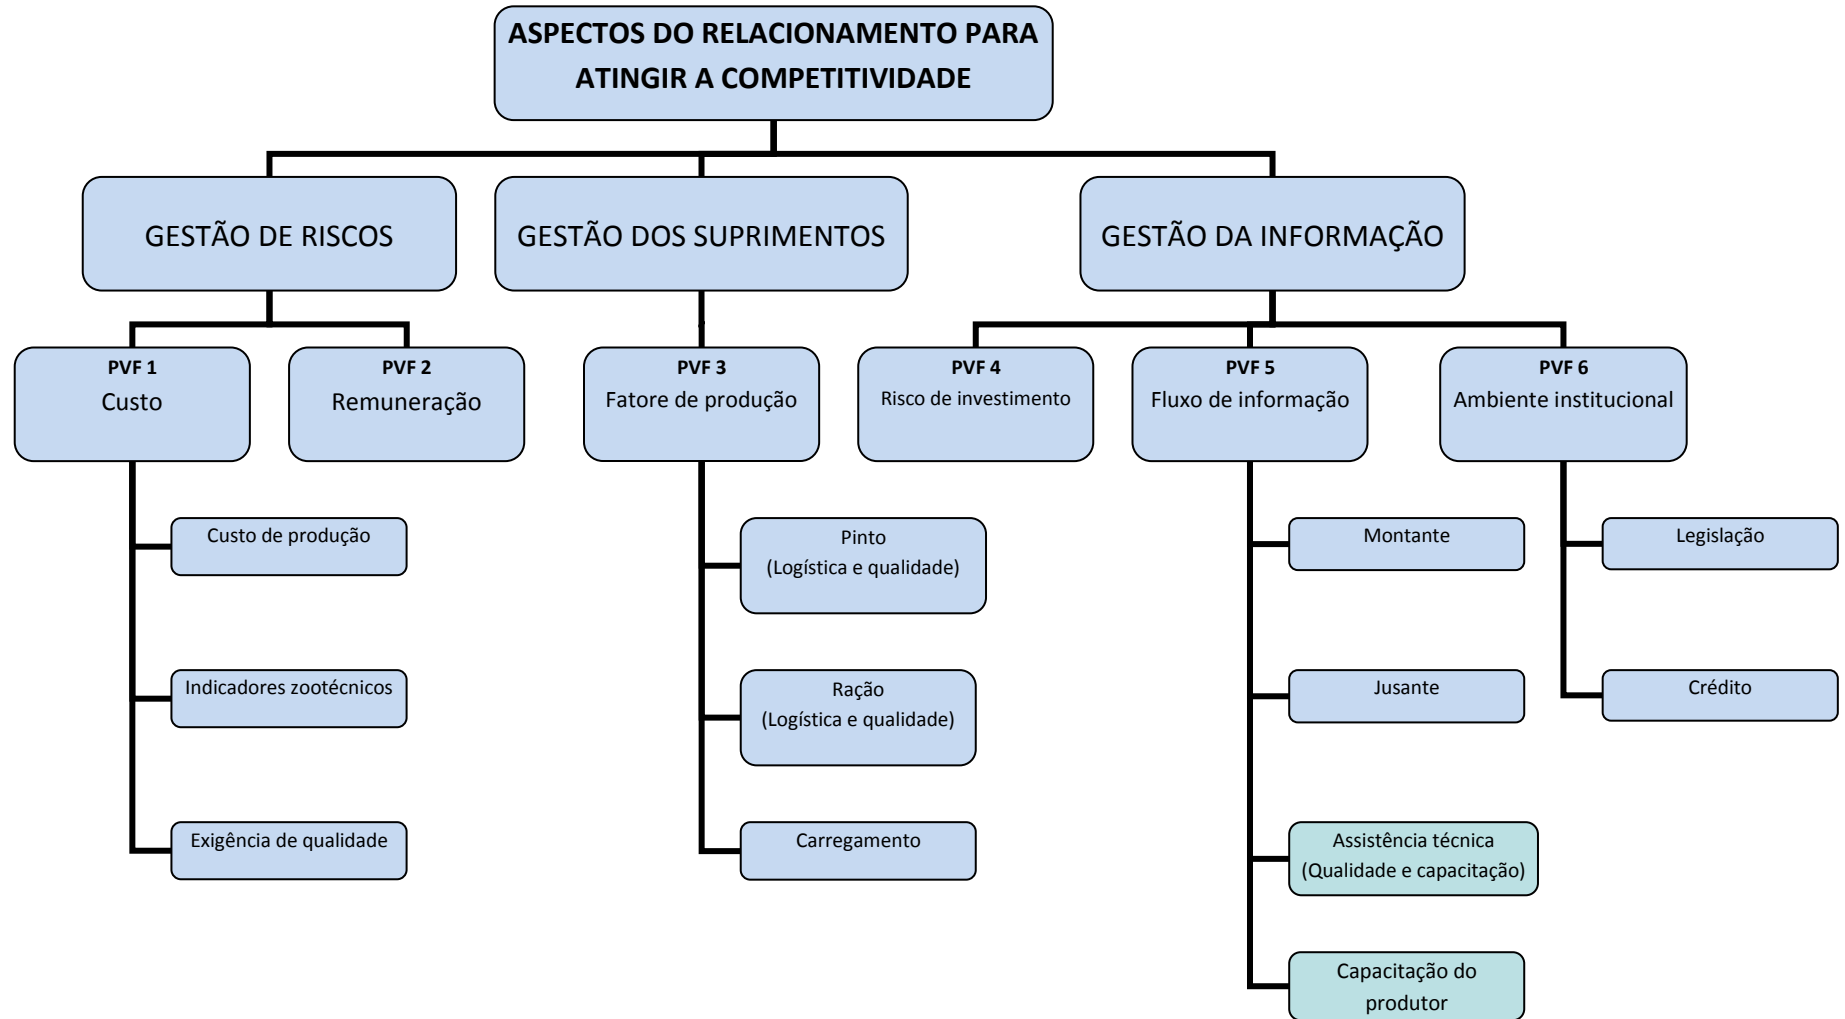 ASPECTOS DO RELACIONAMENTO PARA
ATINGIR A COMPETITIVIDADE
GESTÃO DE RISCOS
GESTÃO DOS SUPRIMENTOS
GESTÃO DA INFORMAÇÃO
PVF 1
Custo
PVF 2
Remuneração
PVF 3
Fatore de produção
PVF 4
Risco de investimento
PVF 5
Fluxo de informação
PVF 6
Ambiente institucional
Custo de produção
Indicadores zootécnicos
Exigência de qualidade
Pinto
(Logística e qualidade)
Ração
(Logística e qualidade)
Carregamento
Montante
Jusante
Assistência técnica
(Qualidade e capacitação)
Capacitação do
produtor
Legislação
Crédito